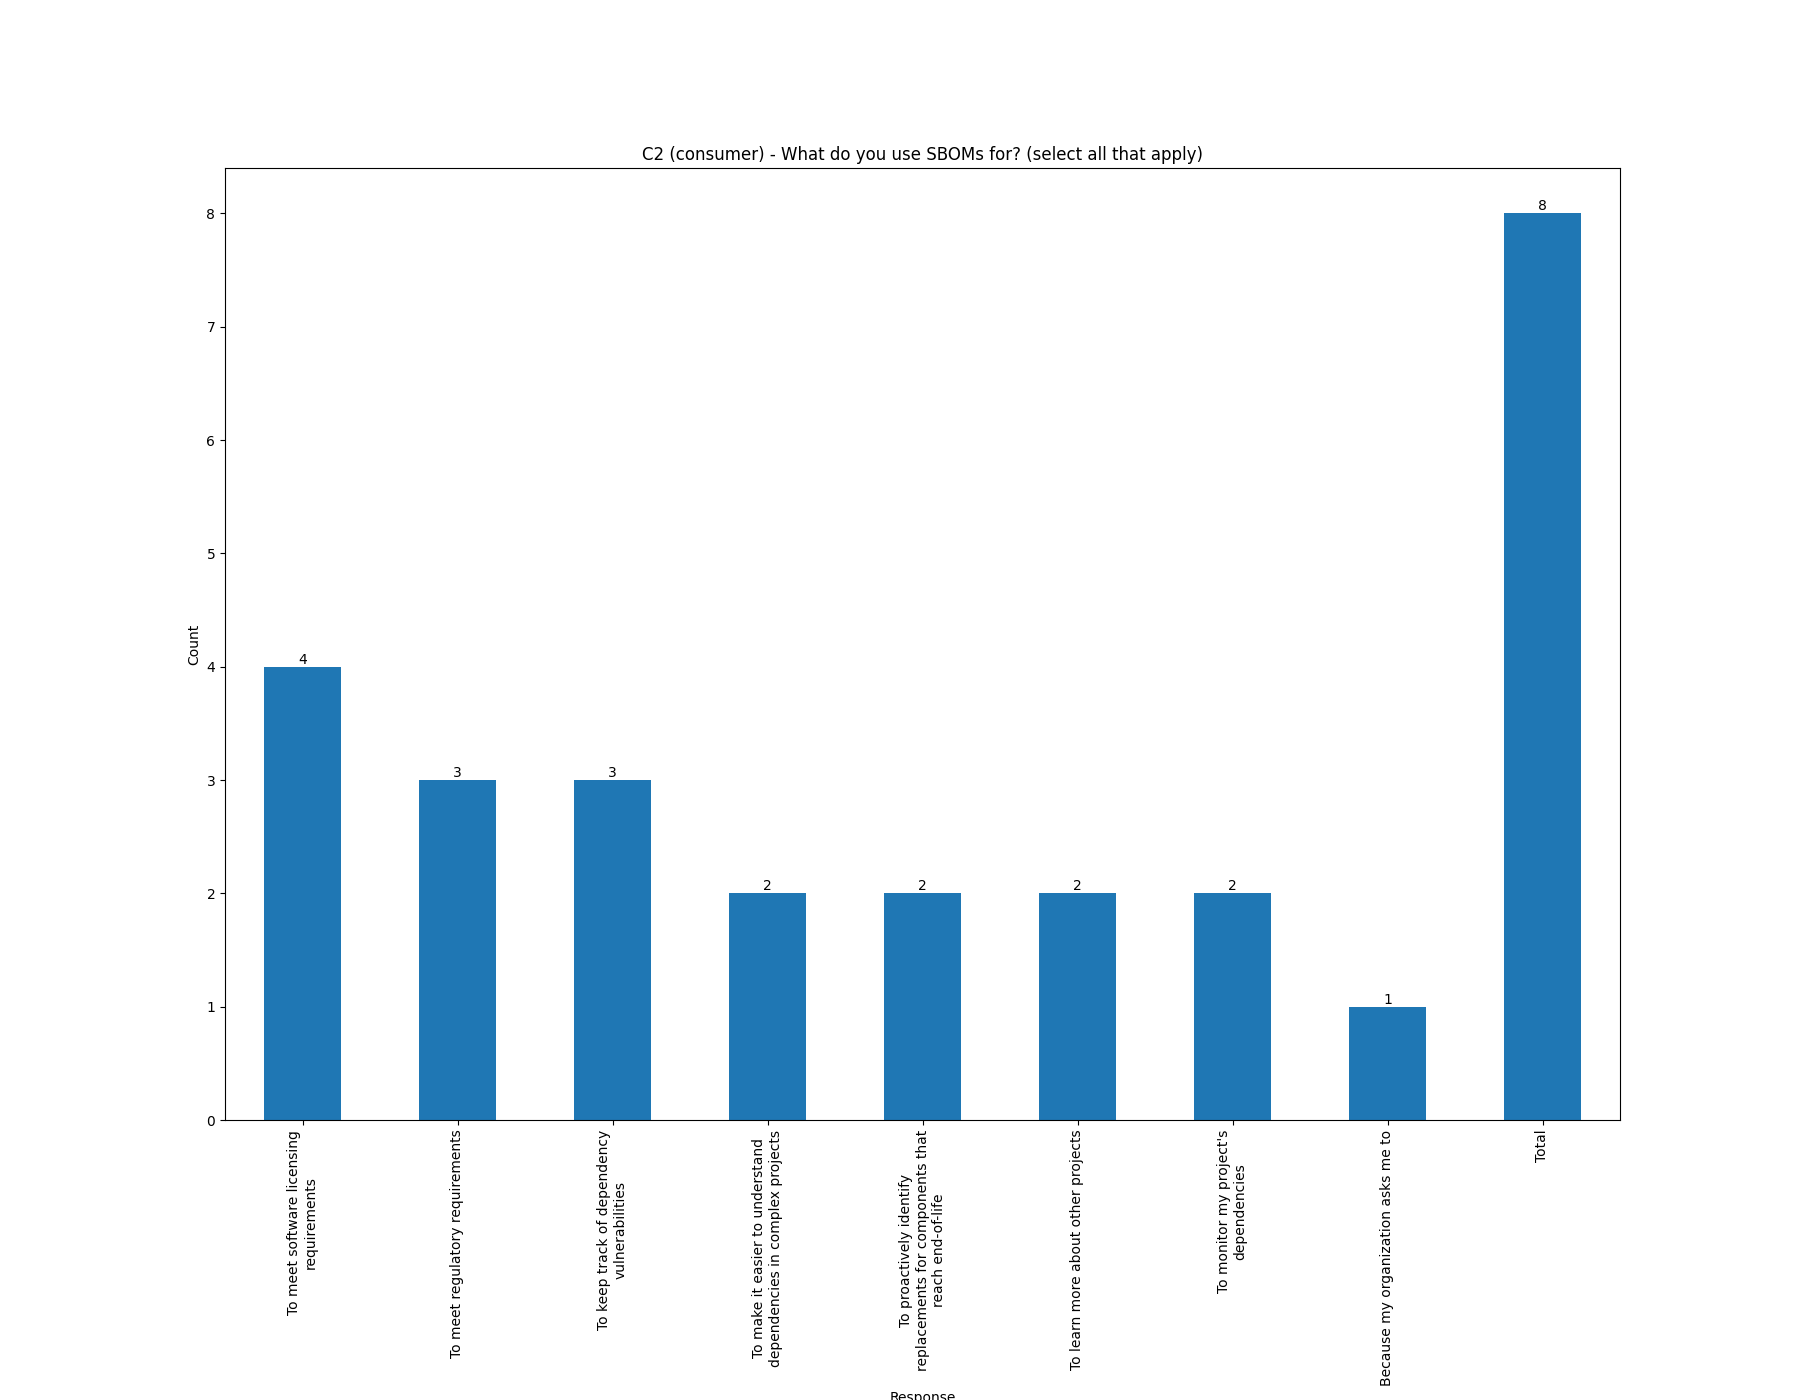 C2 (consumer) - What do you use SBOMs for? (select all that apply)
8
7
6
5
4
3
2
1
0
Count
4
3
3
2
2
2
2
1
8
To meet software licensing
requirements
To meet regulatory requirements
To keep track of dependency
vulnerabilities
To make it easier to understand
dependencies in complex projects
To proactively identify
replacements for components that
reach end-of-life
To learn more about other projects
To monitor my project's
dependencies
Because my organization asks me to
Total
Response